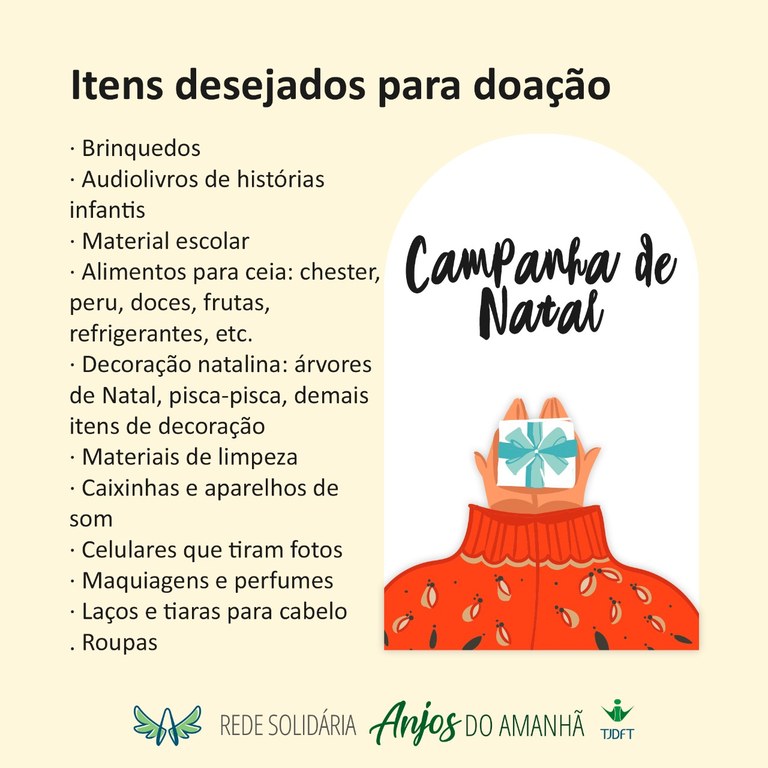 Itens desejados para doação
· Brinquedos
· Audiolivros de histórias
infantis
· Material escolar
· Alimentos para ceia: chester,
peru, doces, frutas,
refrigerantes, etc.
· Decoração natalina: árvores
de Natal, pisca-pisca, demais
itens de decoração
· Materiais de limpeza
· Caixinhas e aparelhos de
som
· Celulares que tiram fotos
· Maquiagens e perfumes
· Laços e tiaras para cabelo
. Roupas
Campanha de
Natal
REDE SOLIDÁRIA Anjos DO AMANHÃ TJDFT